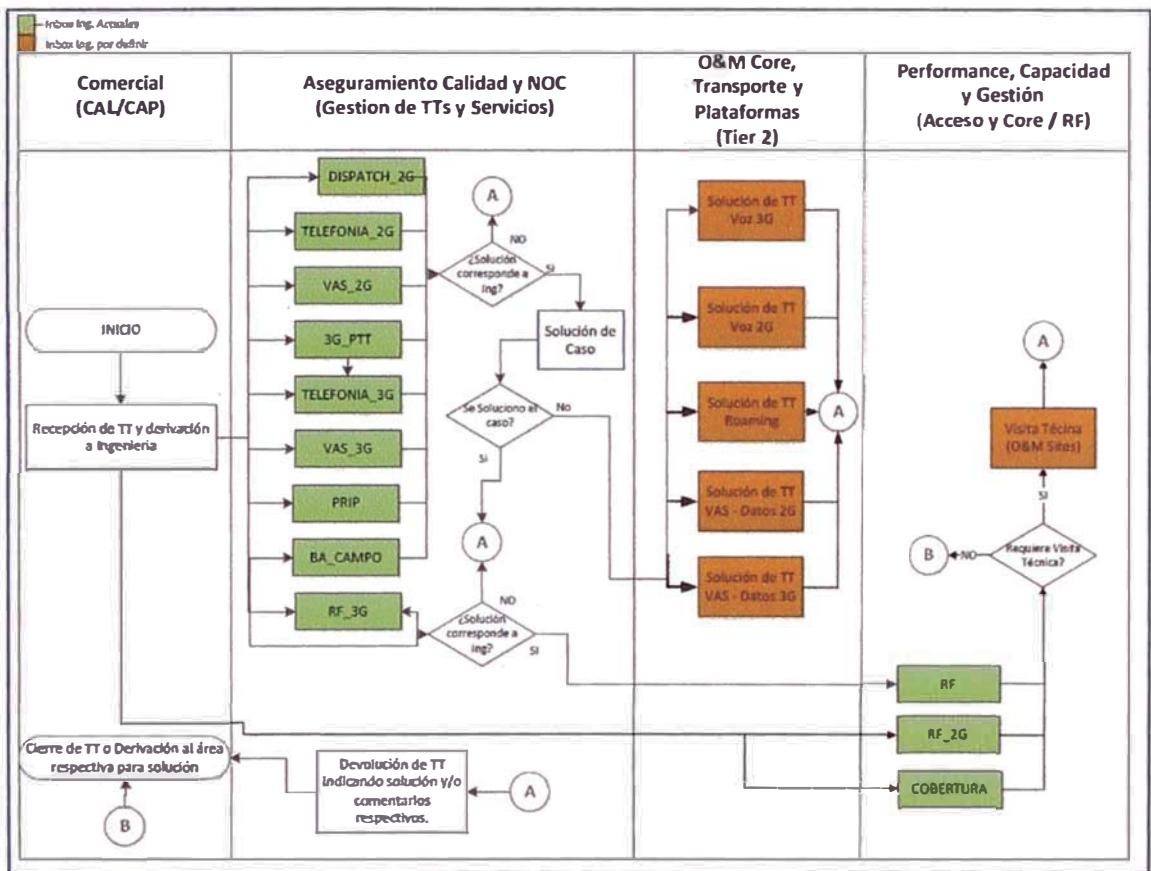 Inbox Ing. Actuales
Inbox Ing. por definir
Comercial
(CAL/CAP)
Aseguramiento Calidad y NOC
(Gestion de TTs y Servicios)
O&M Core,
Transporte y
Plataformas
(Tier 2)
Performance, Capacidad
y Gestión
(Acceso y Core / RF)
INICIO
Recepción de TT y derivación
a Ingenieria
Cierre de TT o Derivación al área
respectiva para solución
B
DISPATCH_2G
TELEFONIA_2G
VAS_2G
3G_PTT
TELEFONIA_3G
VAS_3G
PRIP
BA_CAMPO
RF_3G
A
NO
¿Solución
corresponde a
Ing?
SI
Solución de
Caso
Se Soluciono el
caso?
No
Si
A
NO
¿Solución
corresponde a
Ing?
SI
Devolución de TT
indicando solución y/o
comentarios
respectivos.
A
Solución de TT
Voz 3G
Solución de TT
Voz 2G
Solución de TT
Roaming
Solución de TT
VAS - Datos 2G
Solución de TT
VAS - Datos 3G
A
A
Visita Técina
(O&M Sites)
SI
Requiere Visita
Técnica?
NO
B
RF
RF_2G
COBERTURA